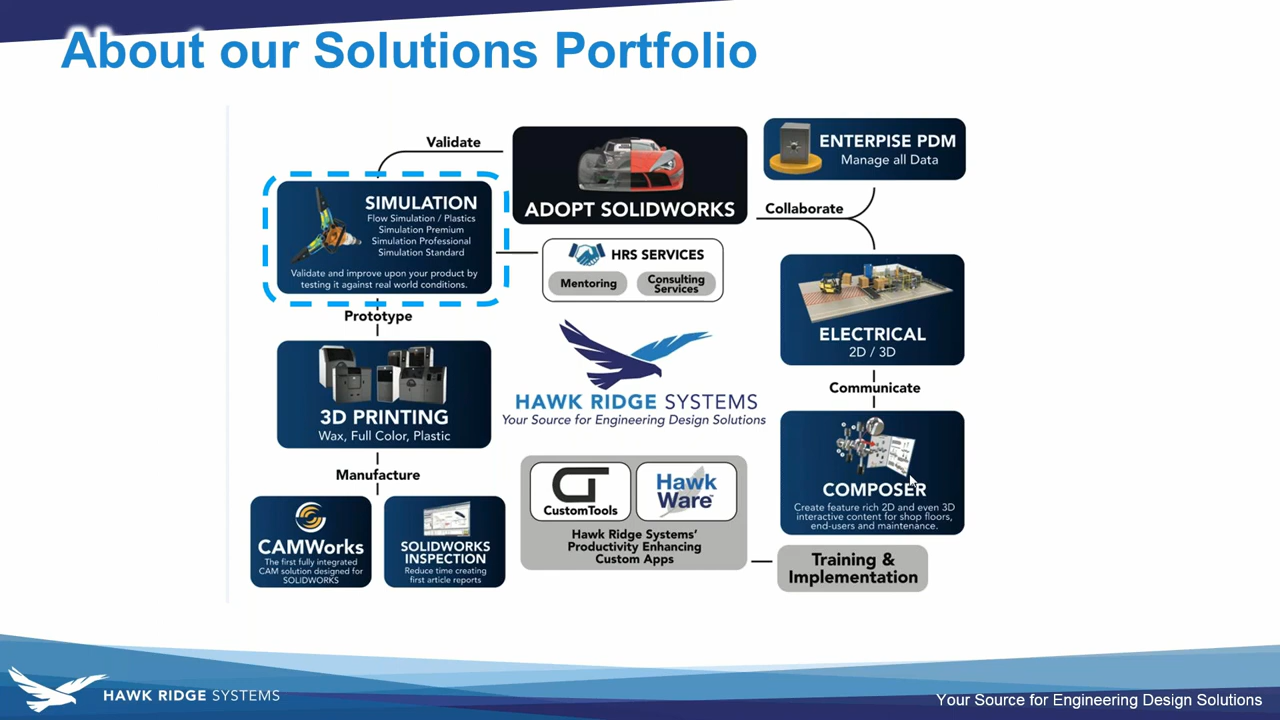 About our Solutions Portfolio
Validate
ADOPT SOLIDWORKS
ENTERPISE PDM
Manage all Data
SIMULATION
Flow Simulation / Plastics
Simulation Premium
Simulation Professional
Simulation Standard
Validate and improve upon your product by
testing it against real world conditions.
Collaborate
HRS SERVICES
Mentoring
Consulting
Services
Prototype
ELECTRICAL
2D / 3D
3D PRINTING
Wax, Full Color, Plastic
HAWK RIDGE SYSTEMS
Your Source for Engineering Design Solutions
Communicate
Manufacture
COMPOSER
Create feature rich 2D and even 3D
interactive content for shop floors,
end-users and maintenance.
CAMWorks
The first fully integrated
CAM solution designed for
SOLIDWORKS
SOLIDWORKS
INSPECTION
Reduce time creating
first article reports
CT
CustomTools
Hawk
Ware™
Hawk Ridge Systems'
Productivity Enhancing
Custom Apps
Training &
Implementation
HAWK RIDGE SYSTEMS
Your Source for Engineering Design Solutions